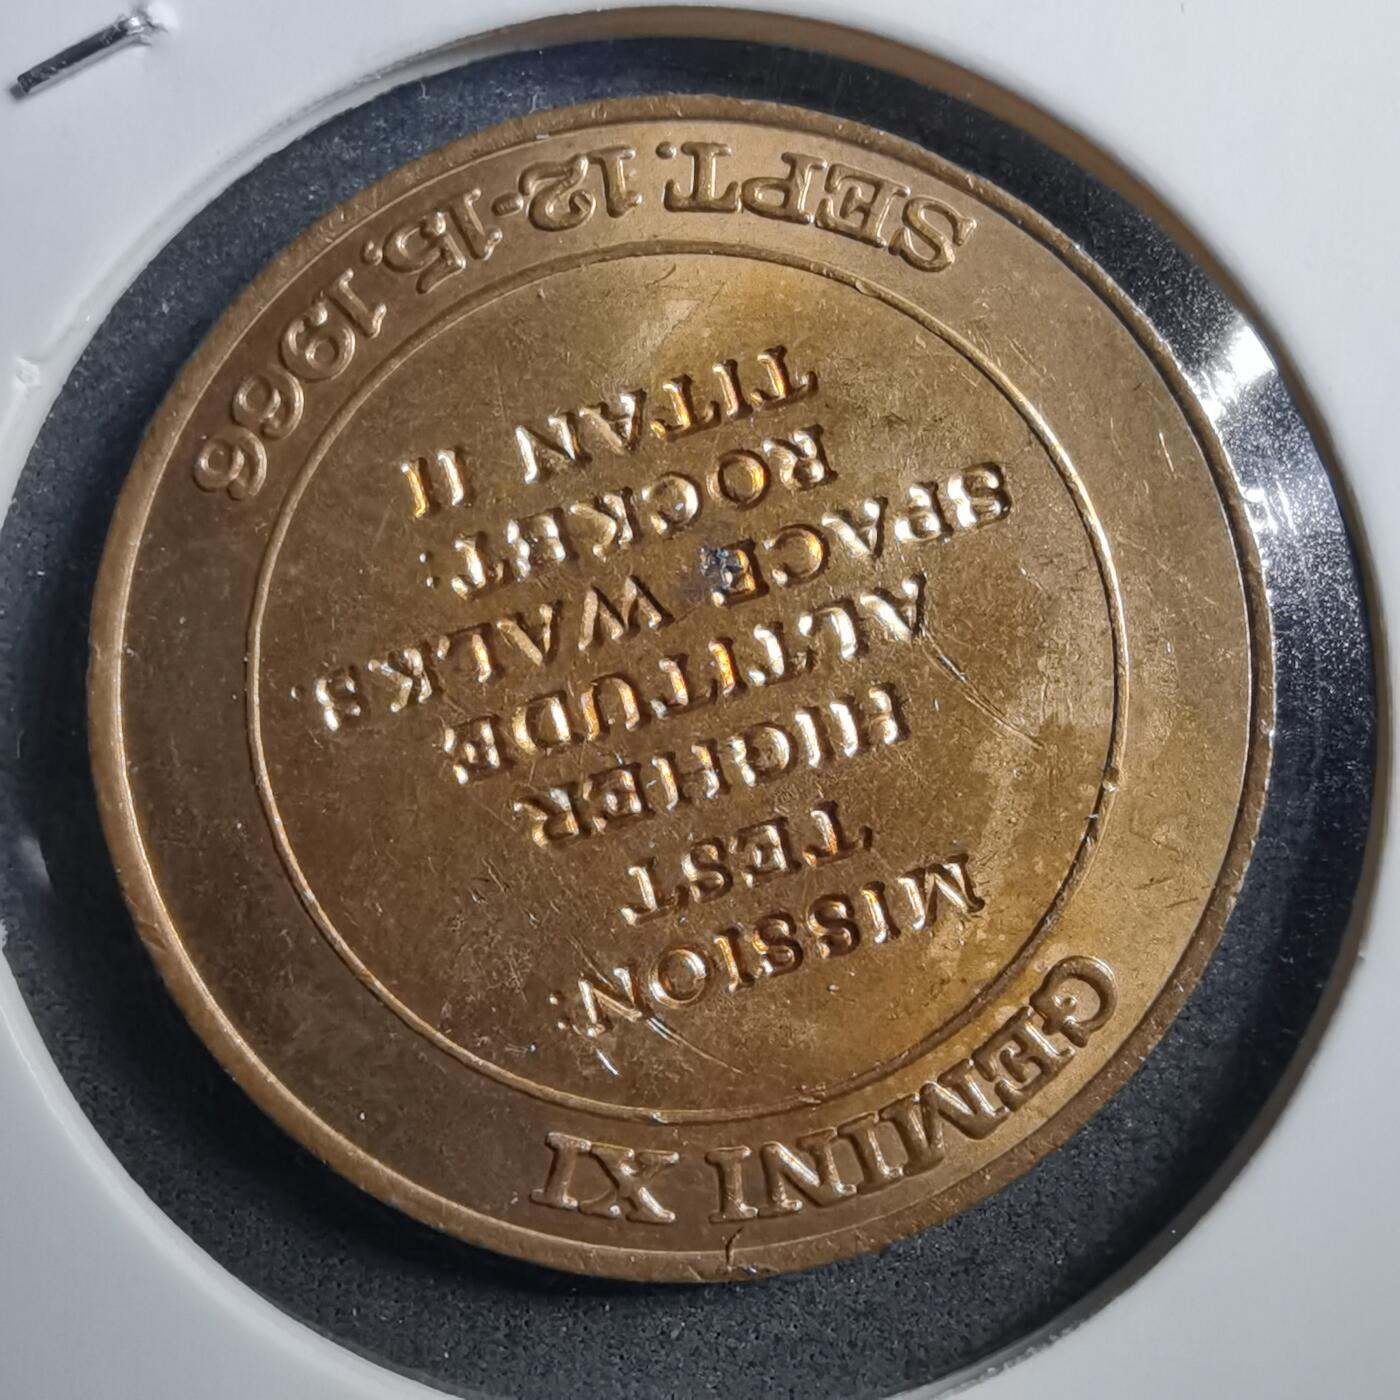 GEMINI XI
MISSION:
TEST
HIGHER
ALTITUDE
SPACE WALKS.
ROCKET:
TITAN II
SEPT. 12-15, 1966